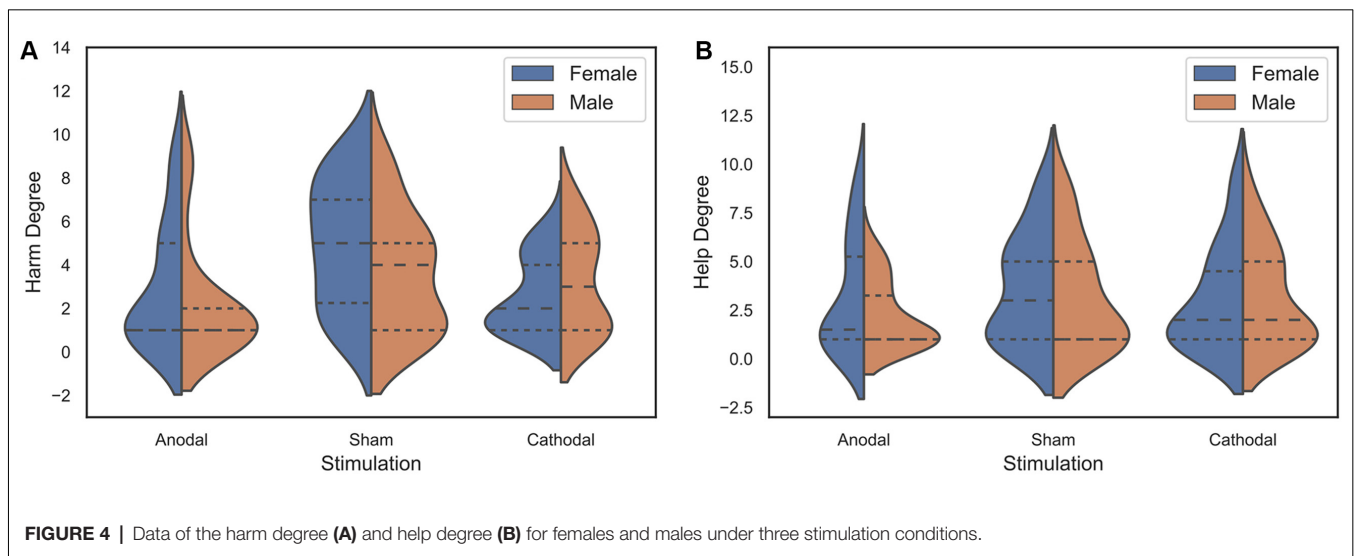 A
14
12
10
8
6
4
2
0
−2
Harm Degree
Female
Male
Anodal Sham Cathodal
Stimulation
B
15.0
12.5
10.0
7.5
5.0
2.5
0.0
−2.5
Help Degree
Female
Male
Anodal Sham Cathodal
Stimulation
FIGURE 4 | Data of the harm degree (A) and help degree (B) for females and males under three stimulation conditions.